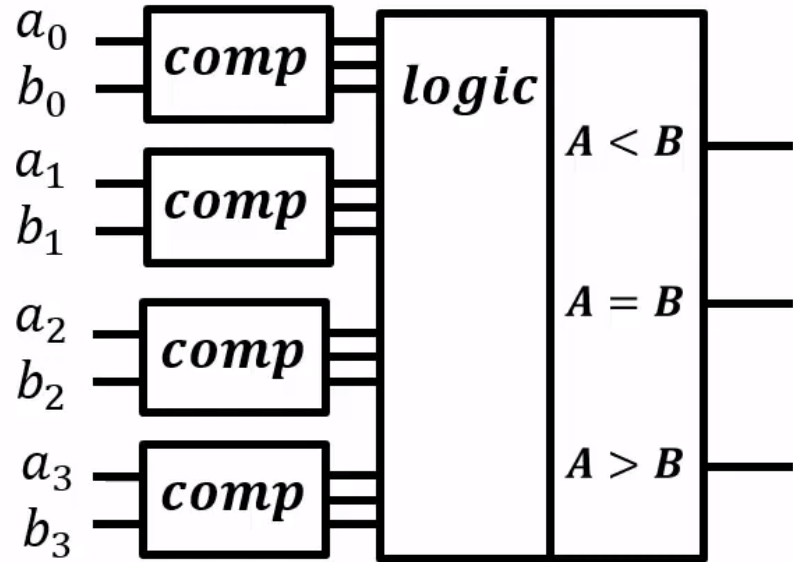 a₀
comp
b₀
logic
A < B
a₁
comp
b₁
A = B
a₂
comp
b₂
A > B
a₃
comp
b₃